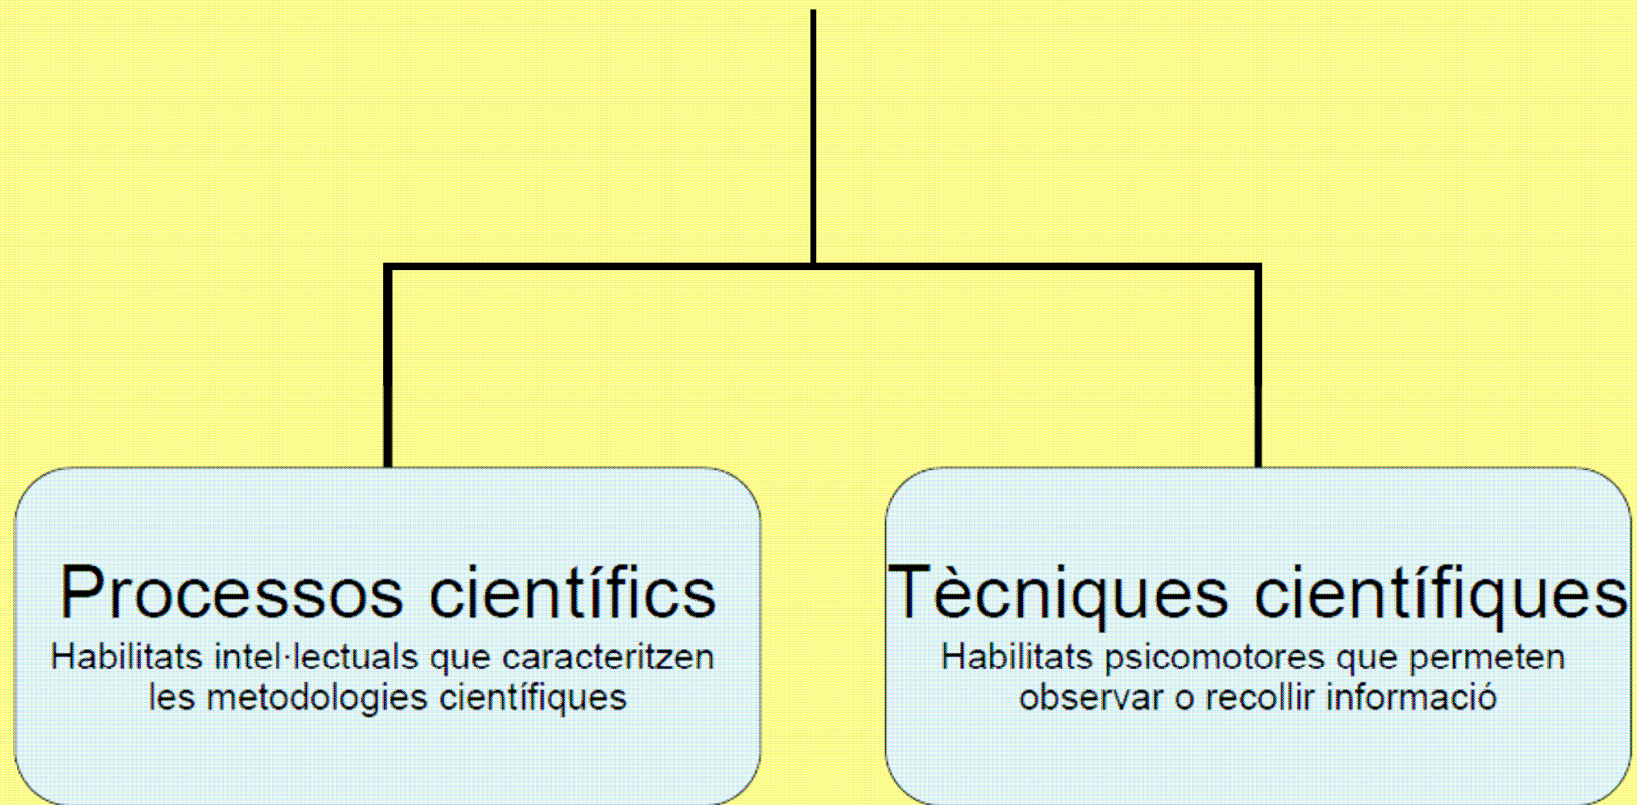 Processos científics
Habilitats intel·lectuals que caracteritzen
les metodologies científiques
Tècniques científiques
Habilitats psicomotores que permeten
observar o recollir informació